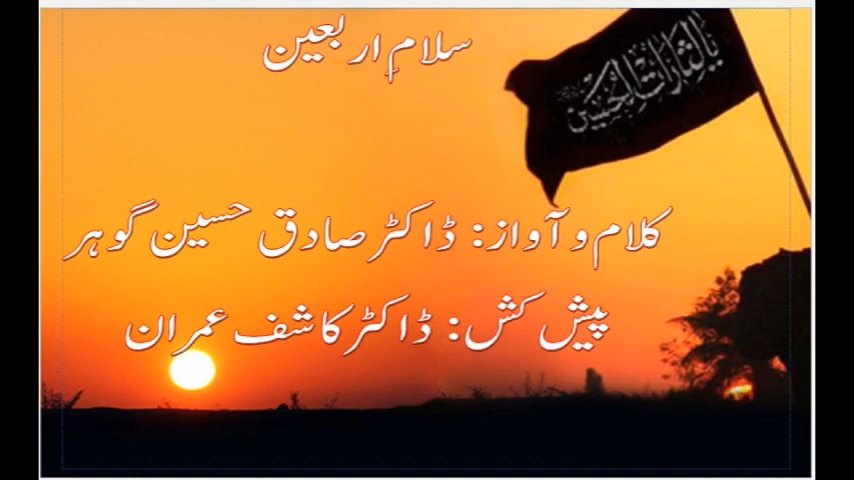 سلامِ اربعین
یا لثارات الحسین
کلام و آواز: ڈاکٹر صادق حسین گوہر
پیش کش: ڈاکٹر کاشف عمران